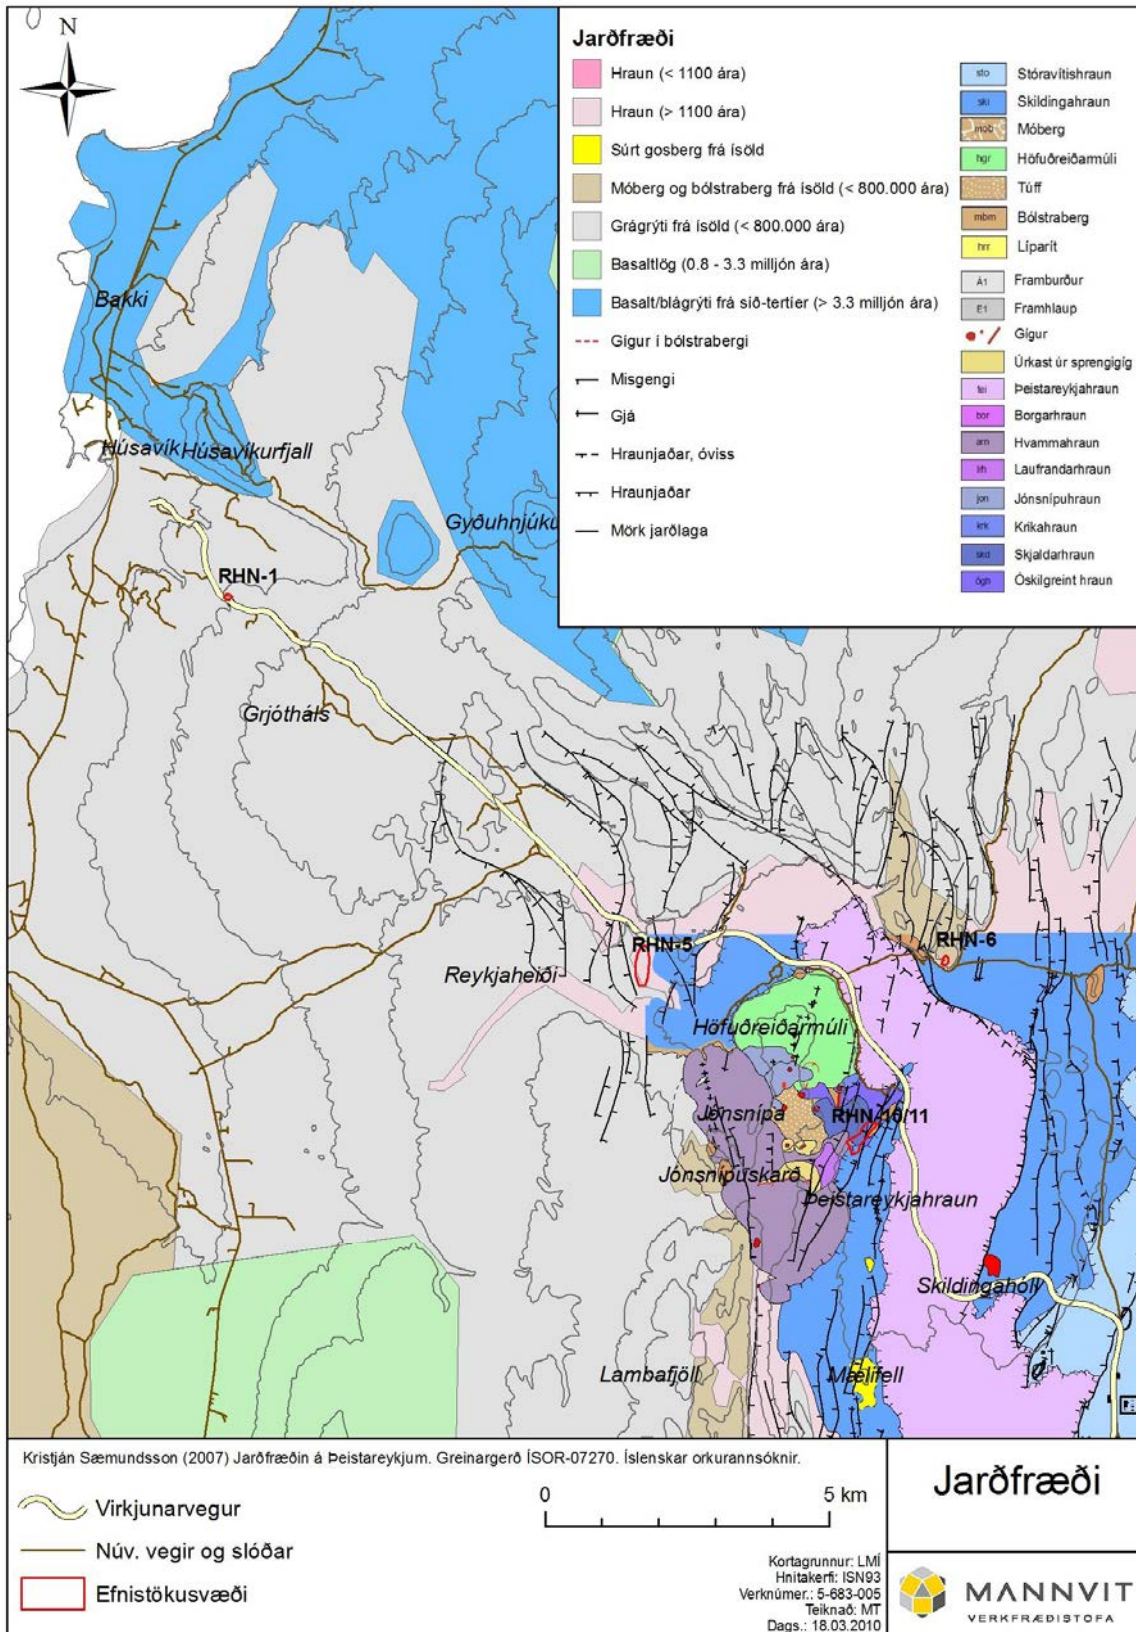 N
Jarðfræði
Hraun (< 1100 ára)
Hraun (> 1100 ára)
Súrt gosberg frá ísöld
Móberg og bólstraberg frá ísöld (< 800.000 ára)
Grágrýti frá ísöld (< 800.000 ára)
Basaltlög (0.8 - 3.3 milljón ára)
Basalt/blágrýti frá síð-tertíer (> 3.3 milljón ára)
Gígur í bólstrabergi
Misgengi
Gjá
Hraunjaðar, óviss
Hraunjaðar
Mörk jarðlaga
sto Stóravítishraun
ski Skildingahraun
mob Móberg
hgr Höfuðreiðarmúli
Túff
mbm Bólstraberg
hrr Líparít
Á1 Framburður
E1 Framhlaup
Gígur
Úrkast úr sprengigíg
Þeistareykjahraun
bor Borgarhraun
Hvammahraun
Laufrandarhraun
jon Jónsnípuhraun
krk Krikahraun
skd Skjaldarhraun
ógh Óskilgreint hraun
Bakki
Húsavík Húsavíkurfjall
Gyðuhnjúku
RHN-1
Grjótháls
RHN-5
RHN-6
Reykjaheiði
Höfuðreiðarmúli
Jónsnípa
RHN-10/11
Jónsnípuskarð
Þeistareykjahraun
Skildingahóll
Lambafjöll
Mælifell
Kristján Sæmundsson (2007) Jarðfræðin á Þeistareykjum. Greinargerð ÍSOR-07270. Íslenskar orkurannsóknir.
Virkjunarvegur
Núv. vegir og slóðar
Efnistökusvæði
0 5 km
Kortagrunnur: LMÍ
Hnitakerfi: ISN93
Verknúmer.: 5-683-005
Teiknað: MT
Dags.: 18.03.2010
Jarðfræði
MANNVIT
VERKFRÆÐISTOFA